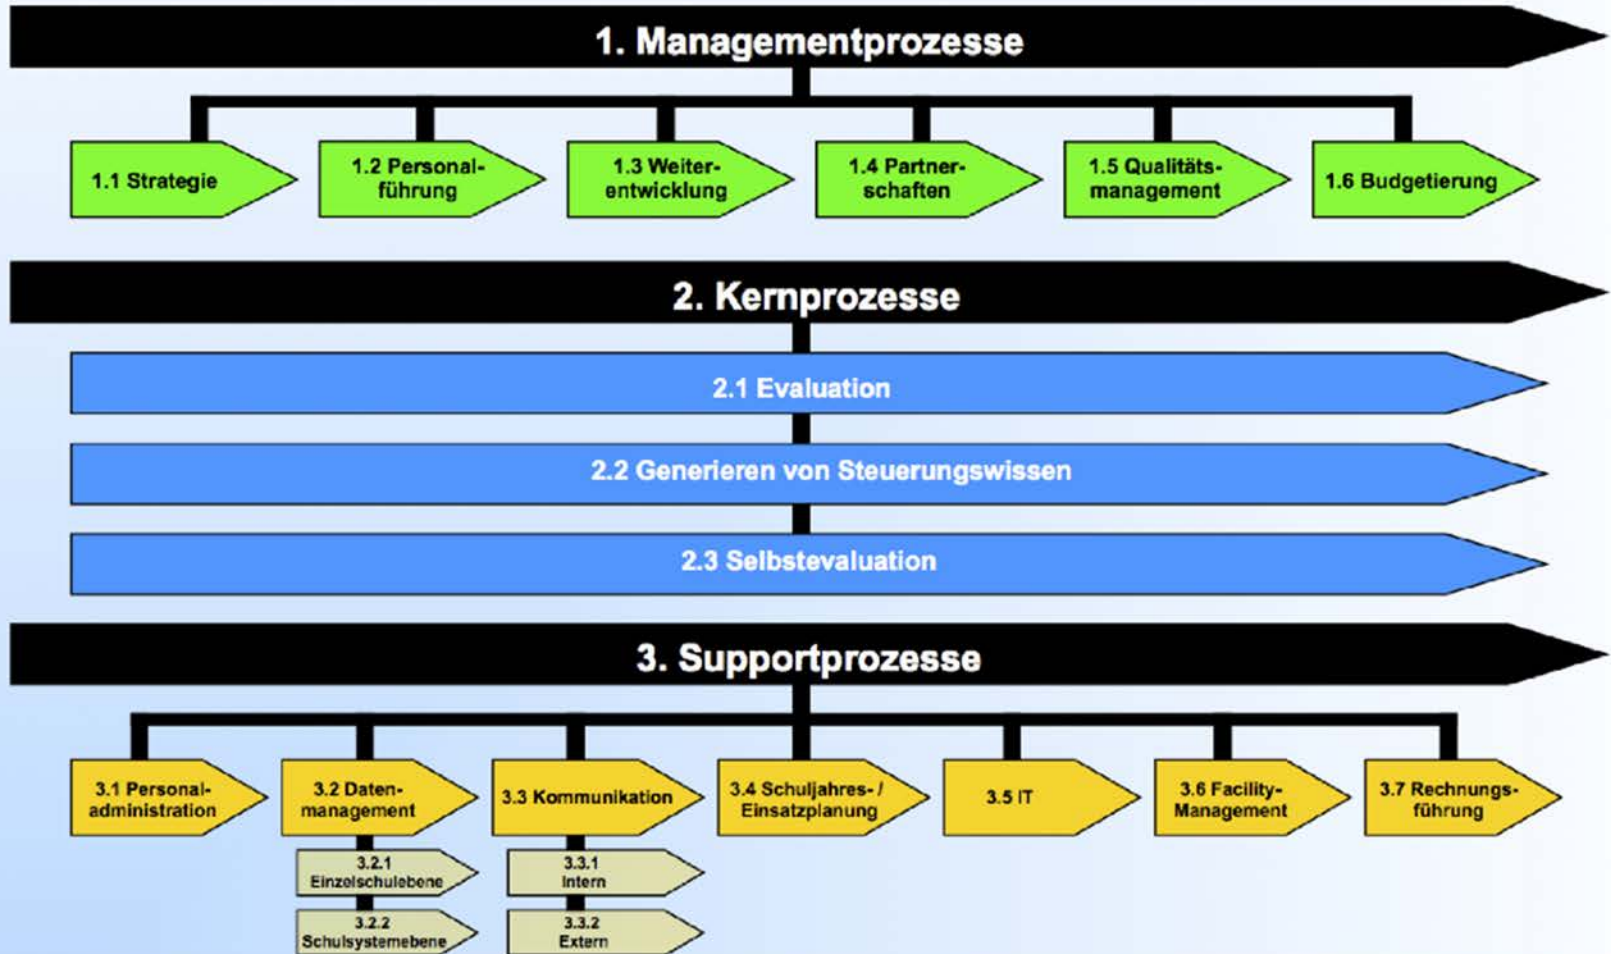 1. Managementprozesse
1.1 Strategie
1.2 Personal-
führung
1.3 Weiter-
entwicklung
1.4 Partner-
schaften
1.5 Qualitäts-
management
1.6 Budgetierung
2. Kernprozesse
2.1 Evaluation
2.2 Generieren von Steuerungswissen
2.3 Selbstevaluation
3. Supportprozesse
3.1 Personal-
administration
3.2 Daten-
management
3.2.1
Einzelschulebene
3.2.2
Schulsystemebene
3.3 Kommunikation
3.3.1
Intern
3.3.2
Extern
3.4 Schuljahres- /
Einsatzplanung
3.5 IT
3.6 Facility-
Management
3.7 Rechnungs-
führung